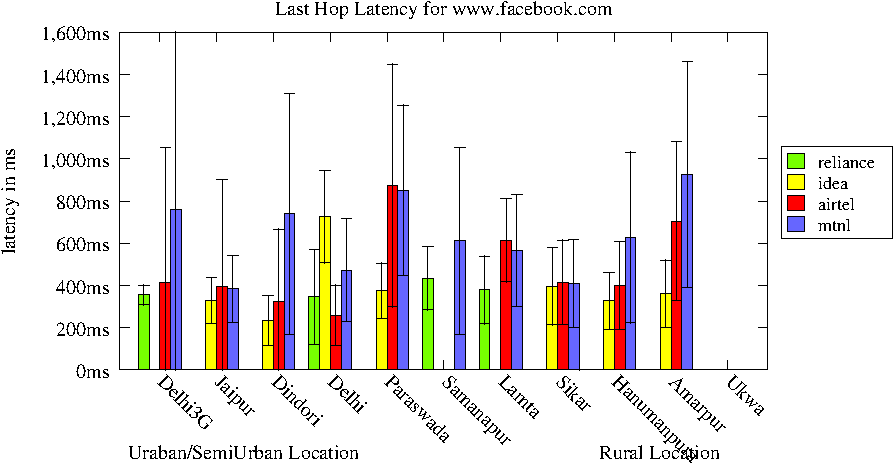 Last Hop Latency for www.facebook.com
1,600ms
1,400ms
1,200ms
1,000ms
800ms
600ms
400ms
200ms
0ms
latency in ms
reliance
idea
airtel
mtnl
Delhi3G
Jaipur
Dindori
Delhi
Paraswada
Samanapur
Lamta
Sikar
Hanumanpura
Amarpur
Ukwa
Uraban/SemiUrban Location
Rural Location